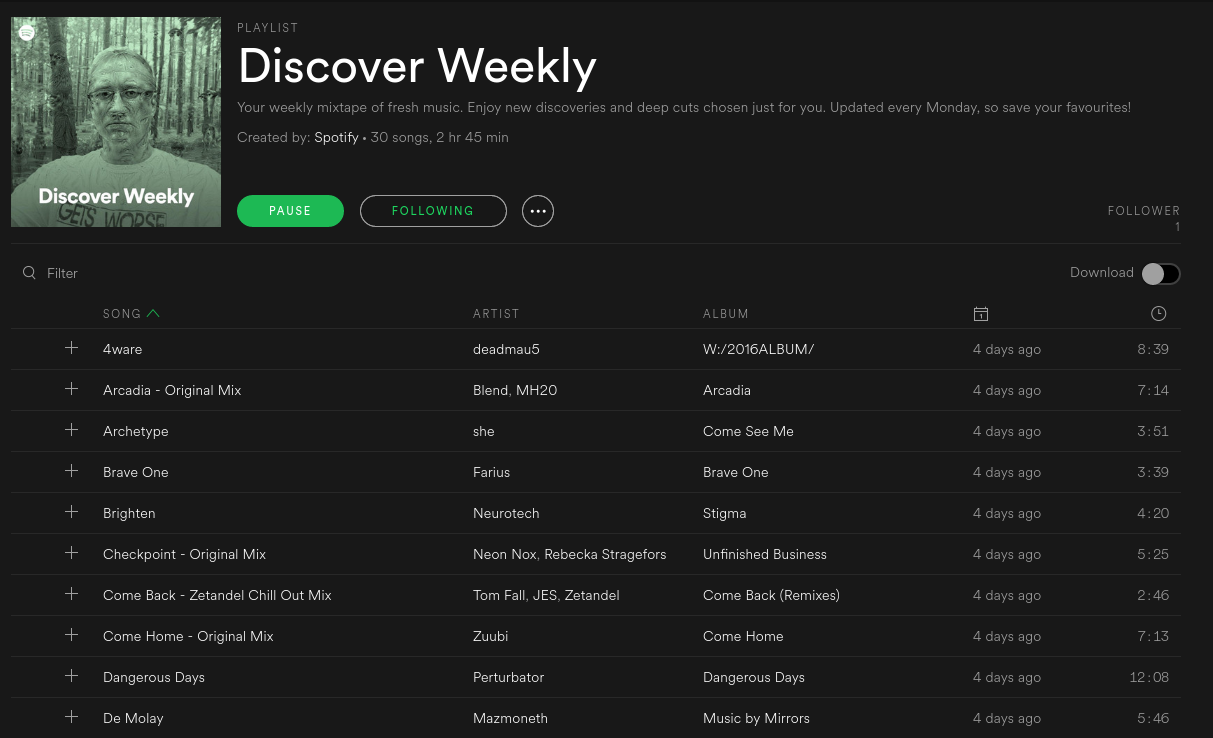 PLAYLIST
Discover Weekly
Your weekly mixtape of fresh music. Enjoy new discoveries and deep cuts chosen just for you. Updated every Monday, so save your favourites!
Created by: Spotify • 30 songs, 2 hr 45 min
Discover Weekly
GETS WORSE
PAUSE FOLLOWING
FOLLOWER
1
Filter Download
SONG ARTIST ALBUM
4ware deadmau5 W:/2016ALBUM/ 4 days ago 8:39
Arcadia - Original Mix Blend, MH20 Arcadia 4 days ago 7:14
Archetype she Come See Me 4 days ago 3:51
Brave One Farius Brave One 4 days ago 3:39
Brighten Neurotech Stigma 4 days ago 4:20
Checkpoint - Original Mix Neon Nox, Rebecka Stragefors Unfinished Business 4 days ago 5:25
Come Back - Zetandel Chill Out Mix Tom Fall, JES, Zetandel Come Back (Remixes) 4 days ago 2:46
Come Home - Original Mix Zuubi Come Home 4 days ago 7:13
Dangerous Days Perturbator Dangerous Days 4 days ago 12:08
De Molay Mazmoneth Music by Mirrors 4 days ago 5:46